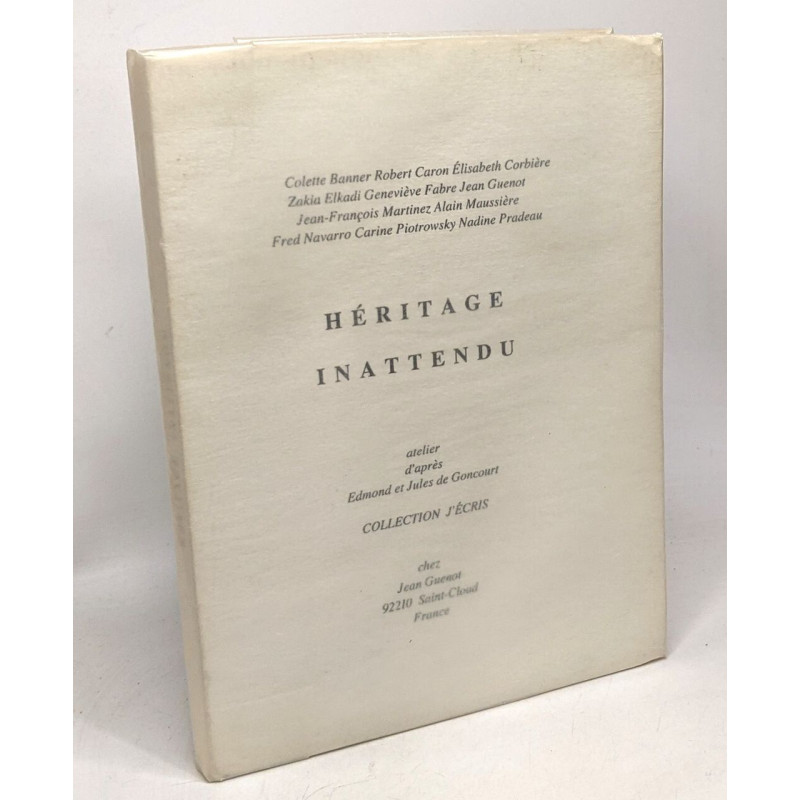 Colette Banner Robert Caron Élisabeth Corbière
Zakia Elkadi Geneviève Fabre Jean Guenot
Jean-François Martinez Alain Maussière
Fred Navarro Carine Piotrowsky Nadine Pradeau
HÉRITAGE
INATTENDU
atelier
d'après
Edmond et Jules de Goncourt
COLLECTION J'ÉCRIS
chez
Jean Guenot
92210 Saint-Cloud
France